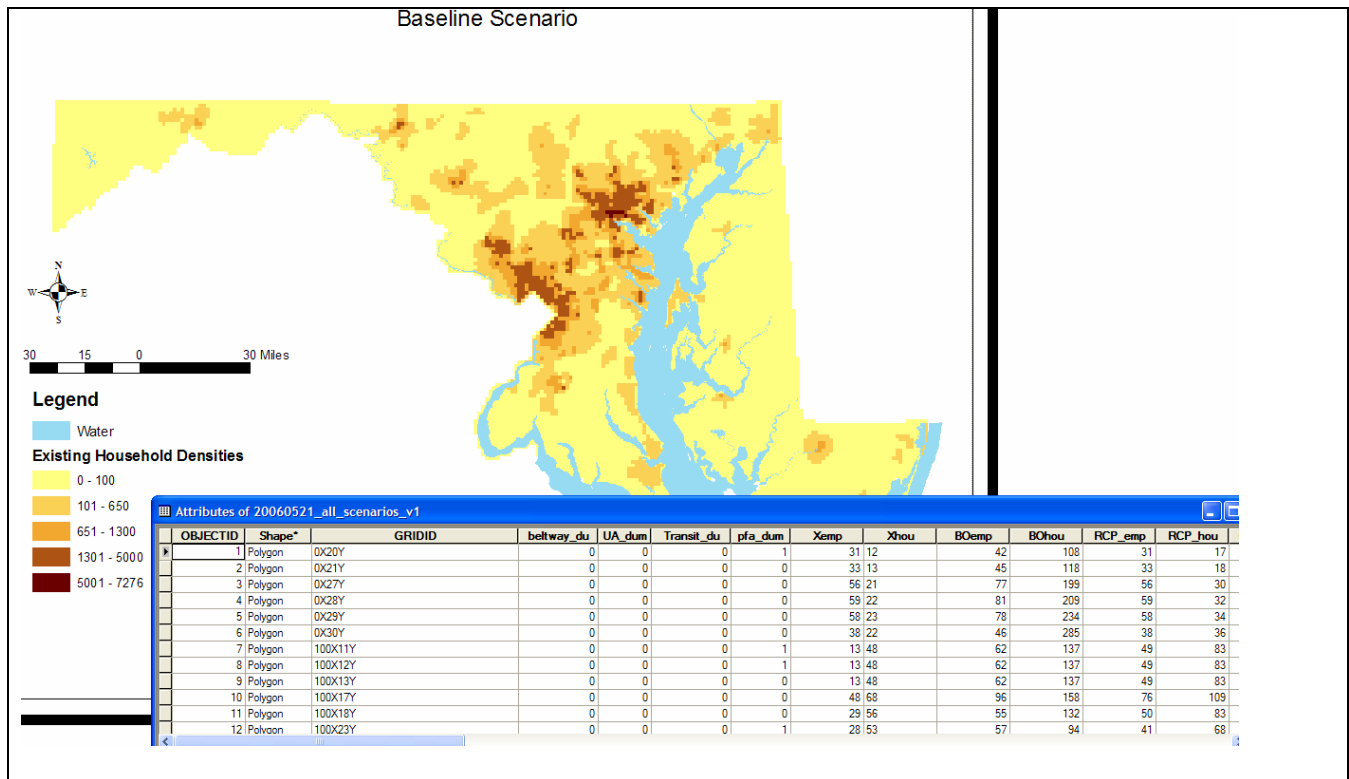 Baseline Scenario
N
W E
S
30 15 0 30 Miles
Legend
Water
Existing Household Densities
0 - 100
101 - 650
651 - 1300
1301 - 5000
5001 - 7276
Attributes of 20060521_all_scenarios_v1
OBJECTID Shape* GRIDID beltway_du UA_dum Transit_du pfa_dum Xemp Xhou BOemp BOhou RCP_emp RCP_hou
1 Polygon 0X20Y 0 0 0 1 31 12 42 108 31 17
2 Polygon 0X21Y 0 0 0 0 33 13 45 118 33 18
3 Polygon 0X27Y 0 0 0 0 56 21 77 199 56 30
4 Polygon 0X28Y 0 0 0 0 59 22 81 209 59 32
5 Polygon 0X29Y 0 0 0 0 58 23 78 234 58 34
6 Polygon 0X30Y 0 0 0 0 38 22 46 285 38 36
7 Polygon 100X11Y 0 0 0 1 13 48 62 137 49 83
8 Polygon 100X12Y 0 0 0 1 13 48 62 137 49 83
9 Polygon 100X13Y 0 0 0 0 13 48 62 137 49 83
10 Polygon 100X17Y 0 0 0 0 48 68 96 158 76 109
11 Polygon 100X18Y 0 0 0 0 29 56 55 132 50 83
12 Polygon 100X23Y 0 0 0 1 28 53 57 94 41 68